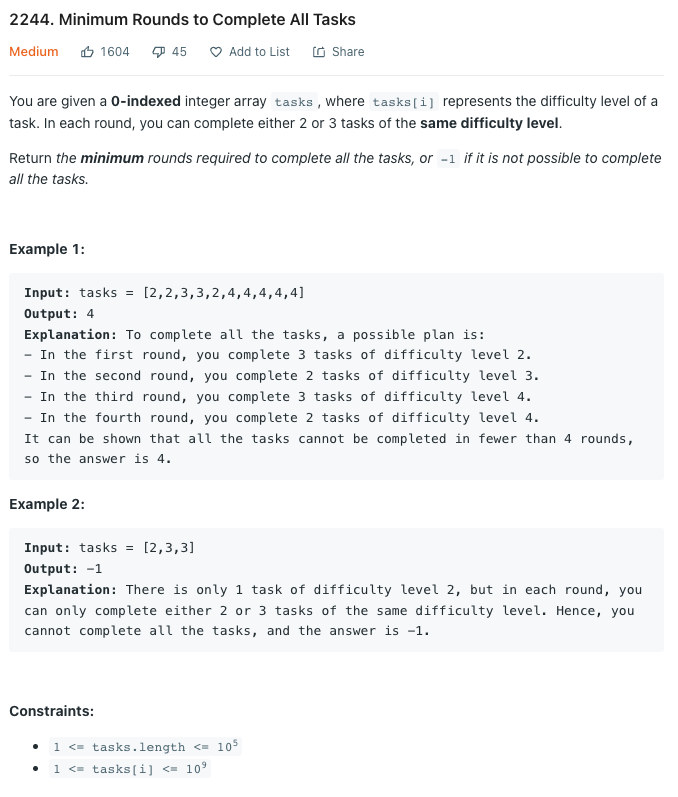 2244. Minimum Rounds to Complete All Tasks
Medium 1604 45 Add to List Share
You are given a 0-indexed integer array tasks , where tasks[i] represents the difficulty level of a
task. In each round, you can complete either 2 or 3 tasks of the same difficulty level.
Return the minimum rounds required to complete all the tasks, or -1 if it is not possible to complete
all the tasks.
Example 1:
Input: tasks = [2,2,3,3,2,4,4,4,4,4]
Output: 4
Explanation: To complete all the tasks, a possible plan is:
- In the first round, you complete 3 tasks of difficulty level 2.
- In the second round, you complete 2 tasks of difficulty level 3.
- In the third round, you complete 3 tasks of difficulty level 4.
- In the fourth round, you complete 2 tasks of difficulty level 4.
It can be shown that all the tasks cannot be completed in fewer than 4 rounds,
so the answer is 4.
Example 2:
Input: tasks = [2,3,3]
Output: -1
Explanation: There is only 1 task of difficulty level 2, but in each round, you
can only complete either 2 or 3 tasks of the same difficulty level. Hence, you
cannot complete all the tasks, and the answer is -1.
Constraints:
• 1 <= tasks.length <= 10⁵
• 1 <= tasks[i] <= 10⁹